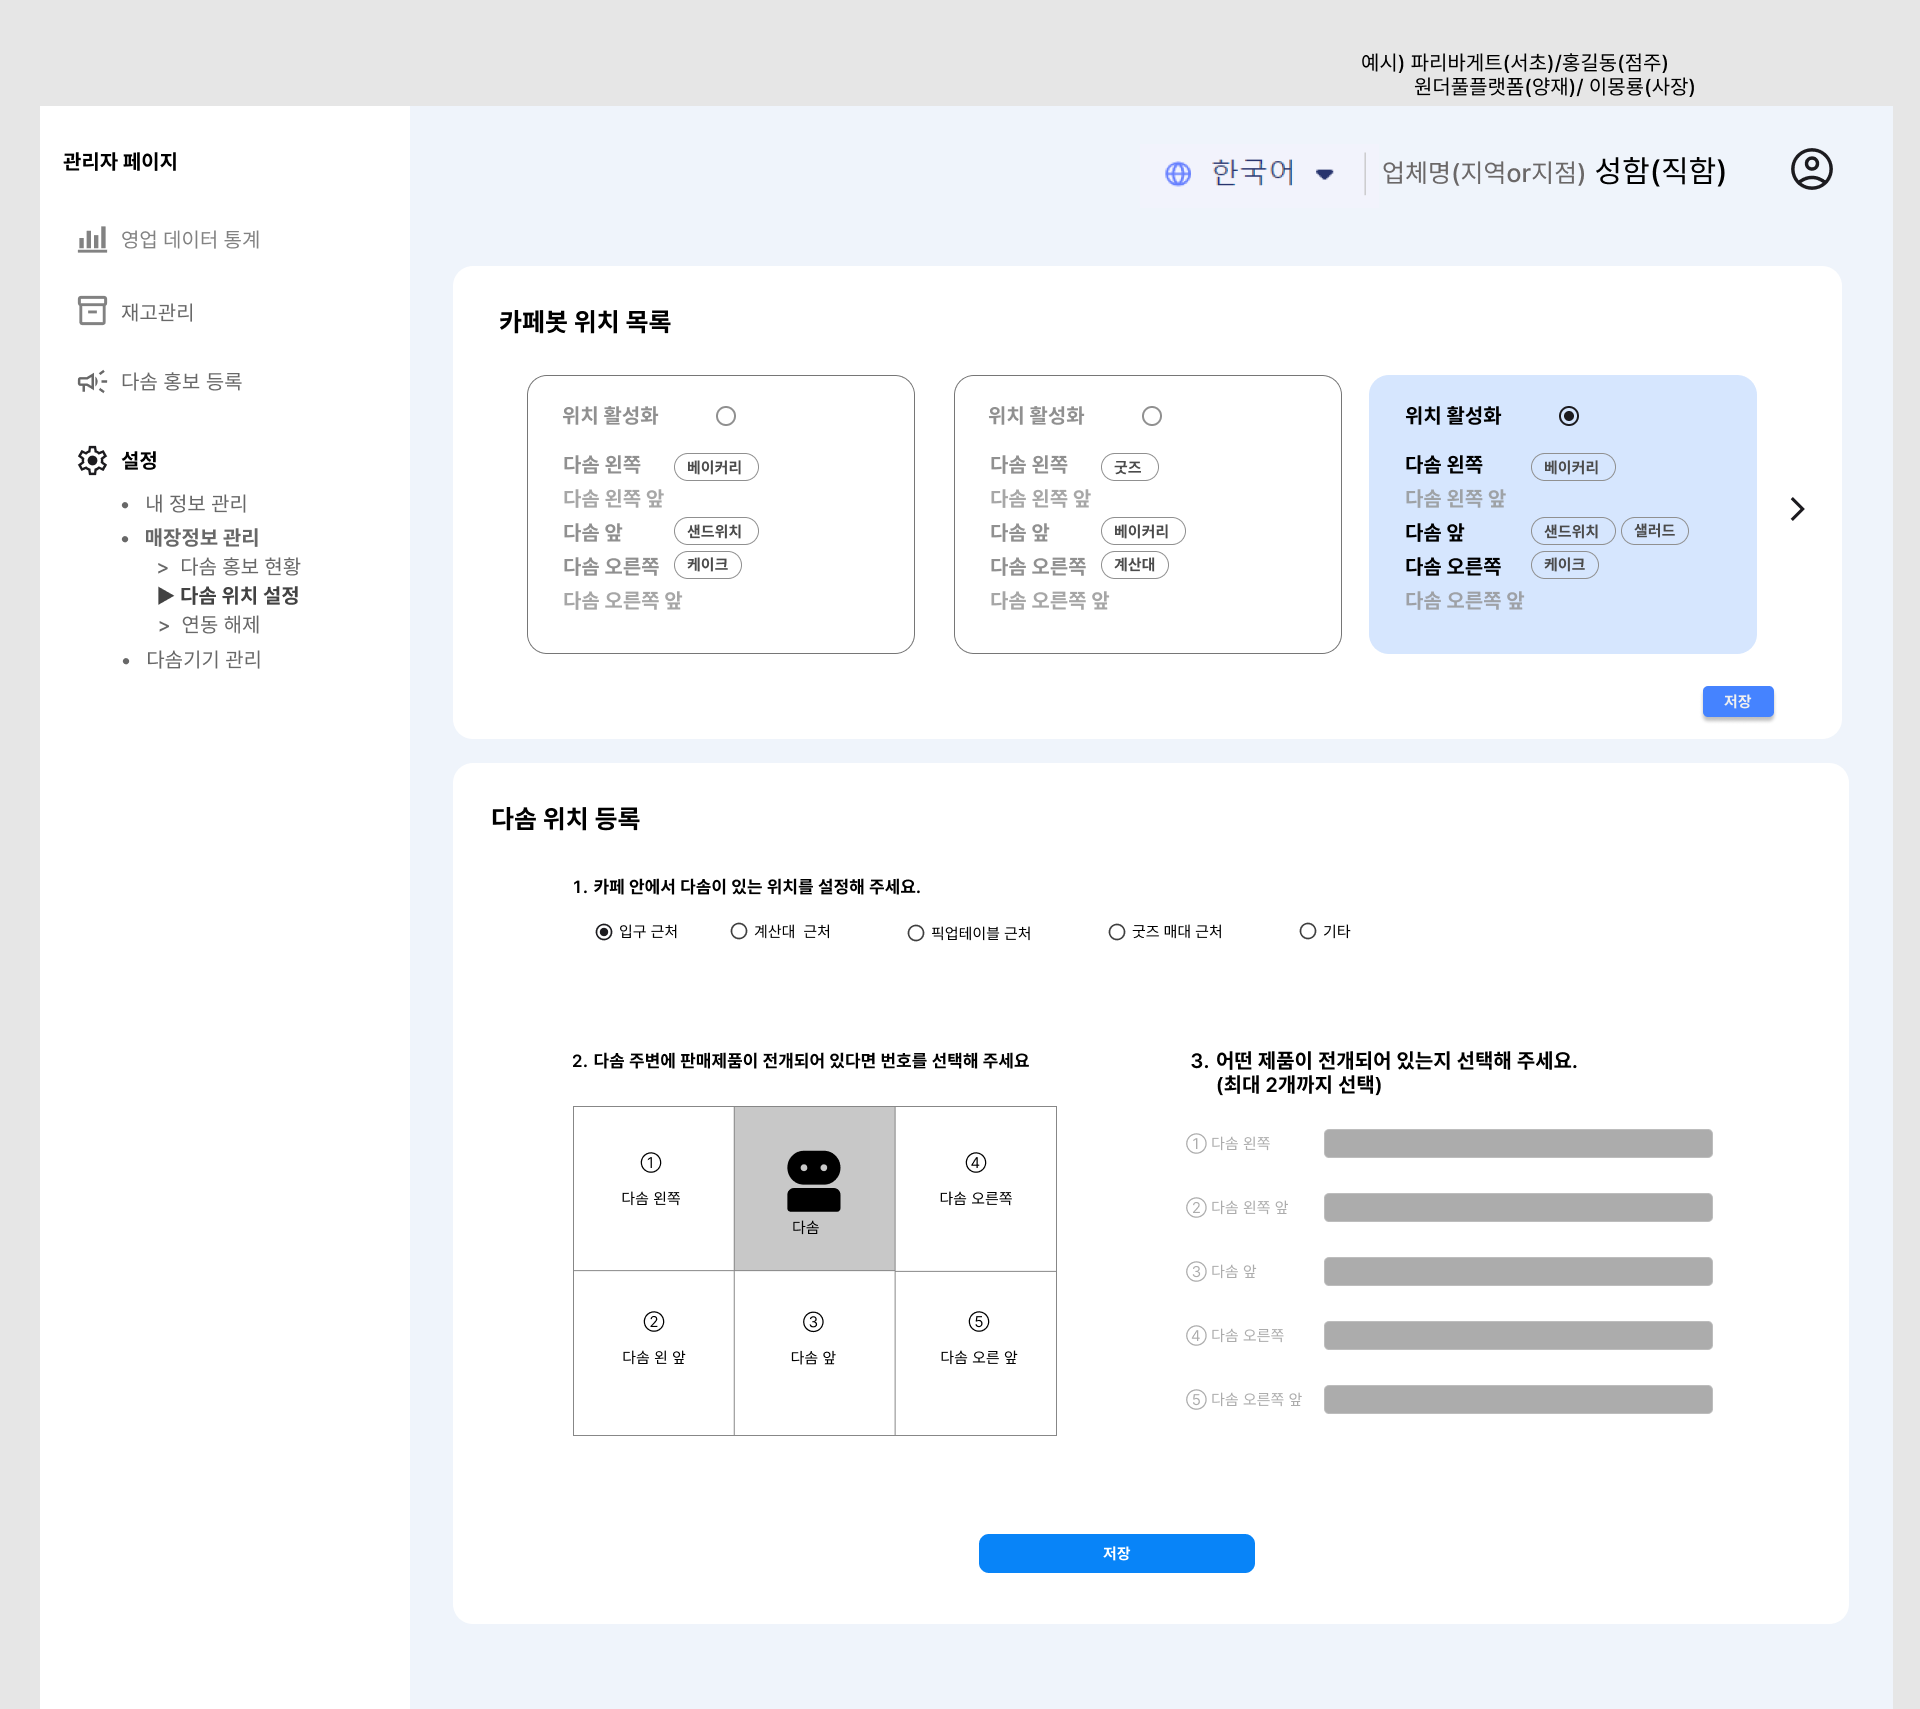 예시) 파리바게트(서초)/홍길동(점주)
원더풀플랫폼(양재)/ 이몽룡(사장)
관리자 페이지
영업 데이터 통계
재고관리
다솜 홍보 등록
설정
• 내 정보 관리
• 매장정보 관리
> 다솜 홍보 현황
▶ 다솜 위치 설정
> 연동 해제
• 다솜기기 관리
한국어
업체명(지역or지점) 성함(직함)
카페봇 위치 목록
위치 활성화
다솜 왼쪽 베이커리
다솜 왼쪽 앞
다솜 앞 샌드위치
다솜 오른쪽 케이크
다솜 오른쪽 앞
위치 활성화
다솜 왼쪽 굿즈
다솜 왼쪽 앞
다솜 앞 베이커리
다솜 오른쪽 계산대
다솜 오른쪽 앞
위치 활성화
다솜 왼쪽 베이커리
다솜 왼쪽 앞
다솜 앞 샌드위치 샐러드
다솜 오른쪽 케이크
다솜 오른쪽 앞
저장
다솜 위치 등록
1. 카페 안에서 다솜이 있는 위치를 설정해 주세요.
입구 근처 계산대 근처 픽업테이블 근처 굿즈 매대 근처 기타
2. 다솜 주변에 판매제품이 전개되어 있다면 번호를 선택해 주세요
① ④
다솜 왼쪽 다솜 오른쪽
다솜
② ③ ⑤
다솜 왼 앞 다솜 앞 다솜 오른 앞
3. 어떤 제품이 전개되어 있는지 선택해 주세요.
(최대 2개까지 선택)
① 다솜 왼쪽
② 다솜 왼쪽 앞
③ 다솜 앞
④ 다솜 오른쪽
⑤ 다솜 오른쪽 앞
저장